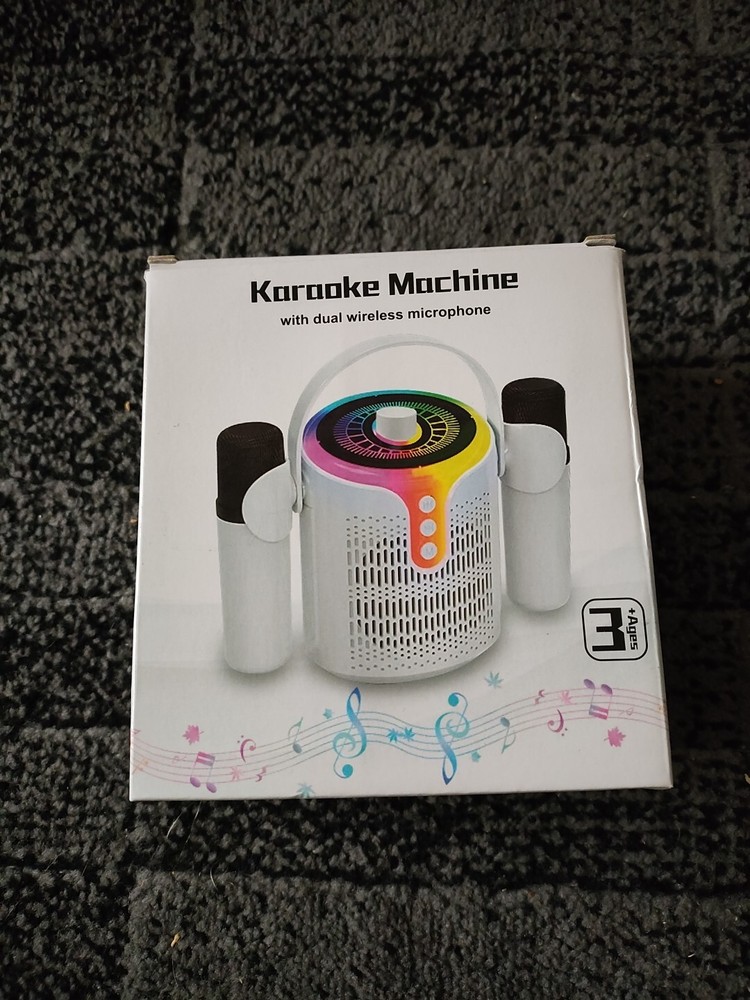 Karaoke Machine
with dual wireless microphone
+Ages
3